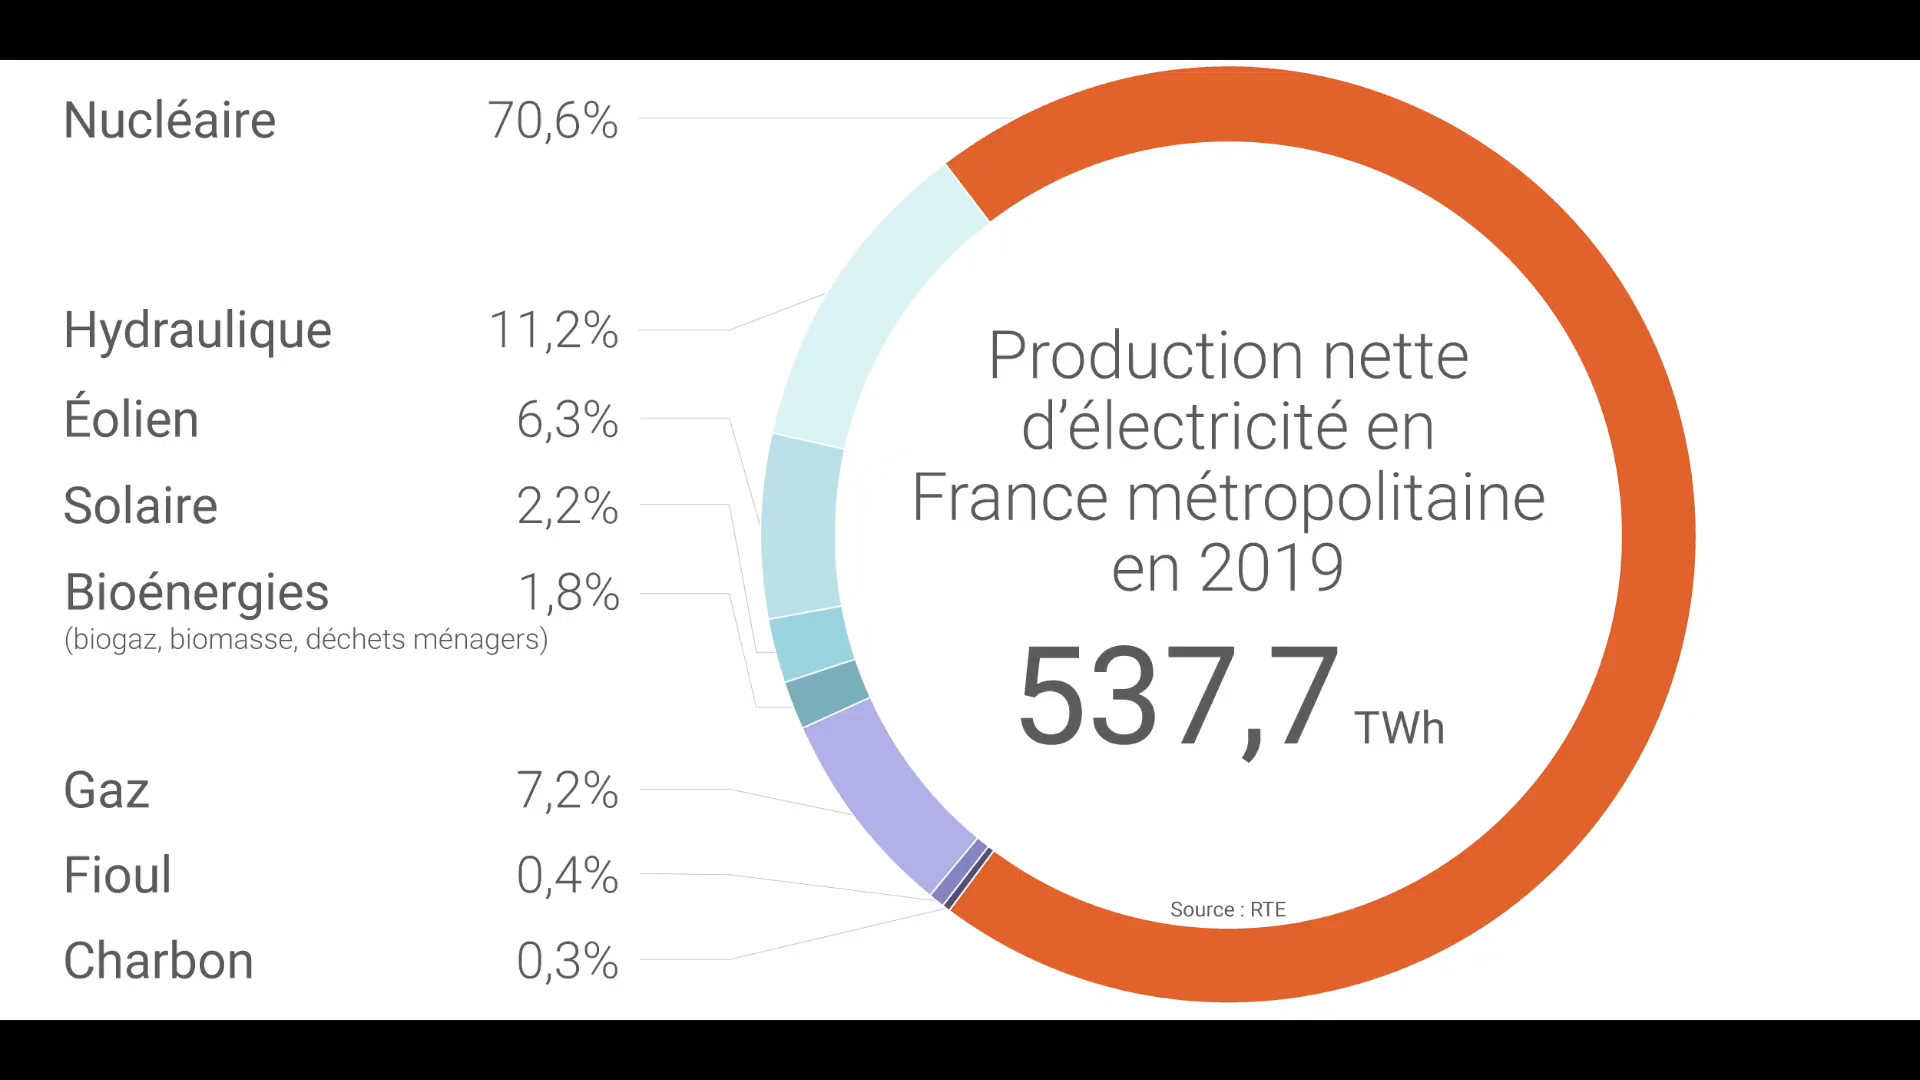 Nucléaire 70,6%
Hydraulique 11,2%
Éolien 6,3%
Solaire 2,2%
Bioénergies 1,8%
(biogaz, biomasse, déchets ménagers)
Gaz 7,2%
Fioul 0,4%
Charbon 0,3%
Production nette
d’électricité en
France métropolitaine
en 2019
537,7 TWh
Source : RTE